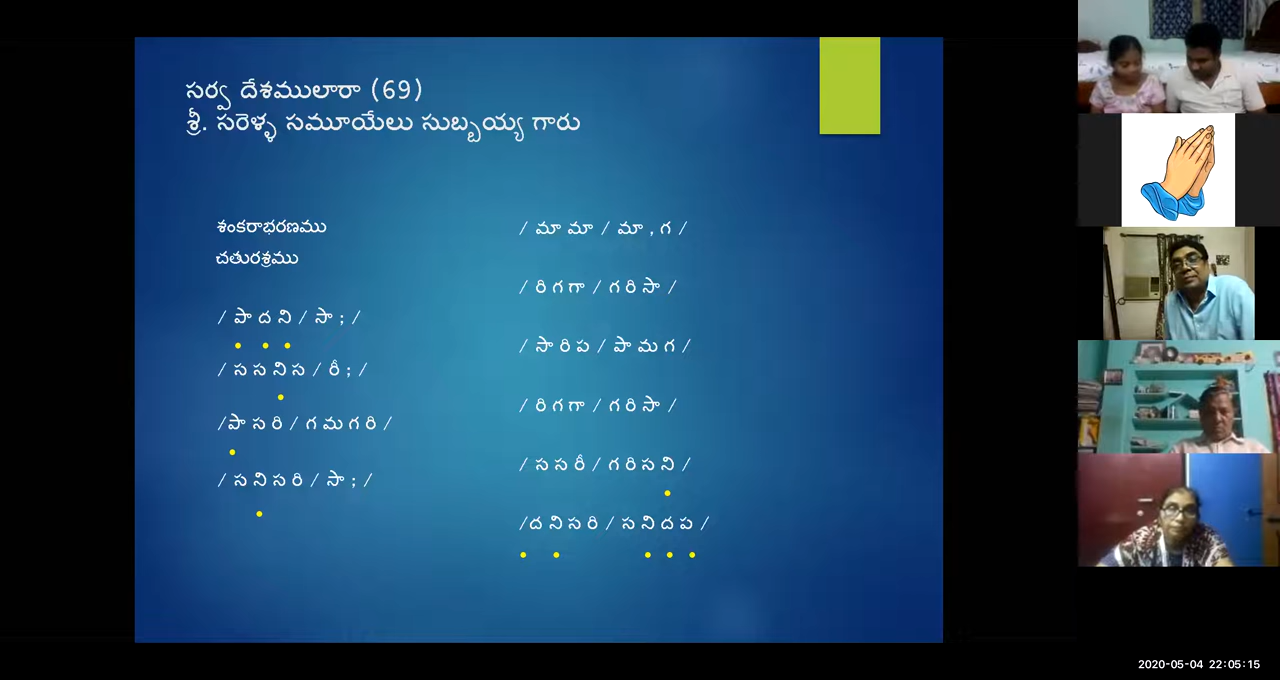 సర్వ దేశములారా (69)
శ్రీ. సరెళ్ళ సమూయేలు సుబ్బయ్య గారు
శంకరాభరణము
చతురశ్రము
/ పా ద ని / సా ; /
/ స స ని స / రీ ; /
/పా స రి / గ మ గ రి /
/ స ని స రి / సా ; /
/ మా మా / మా , గ /
/ రి గ గా / గ రి సా /
/ సా రి ప / పా మ గ /
/ రి గ గా / గ రి సా /
/ స స రీ / గ రి స ని /
/ద ని స రి / స ని ద ప /
2020-05-04 22:05:15